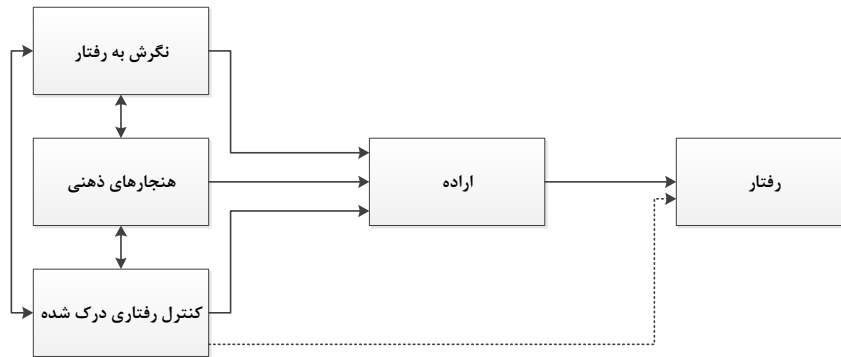 نگرش به رفتار
هنجارهای ذهنی
اراده
رفتار
کنترل رفتاری درک شده